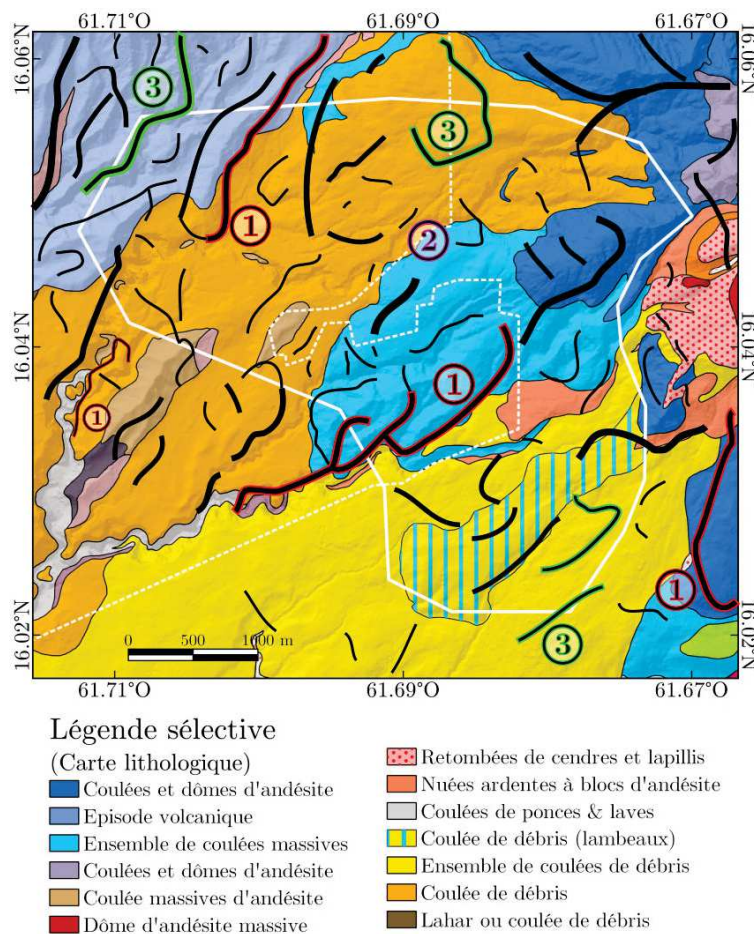 61.71°O 61.69°O 61.67°O
16.06°N 16.06°N
3
3
1
2
16.04°N 16.04°N
1
1
1
16.02°N 16.02°N
3
0 500 1000 m
61.71°O 61.69°O 61.67°O
Légende sélective
(Carte lithologique)
Coulées et dômes d'andésite
Episode volcanique
Ensemble de coulées massives
Coulées et dômes d'andésite
Coulée massives d'andésite
Dôme d'andésite massive
Retombées de cendres et lapillis
Nuées ardentes à blocs d'andésite
Coulées de ponces & laves
Coulée de débris (lambeaux)
Ensemble de coulées de débris
Coulée de débris
Lahar ou coulée de débris